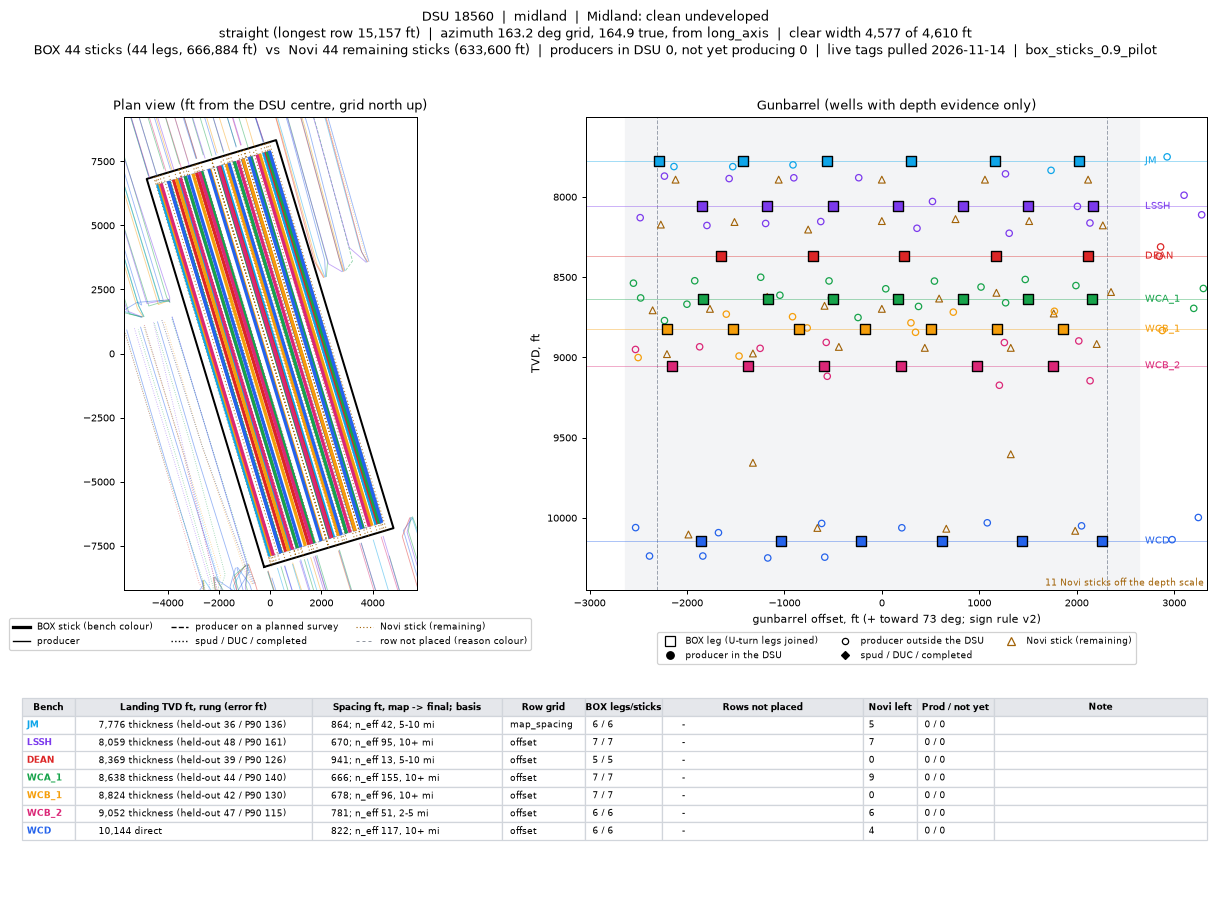 DSU 18560 | midland | Midland: clean undeveloped
straight (longest row 15,157 ft) | azimuth 163.2 deg grid, 164.9 true, from long_axis | clear width 4,577 of 4,610 ft
BOX 44 sticks (44 legs, 666,884 ft) vs Novi 44 remaining sticks (633,600 ft) | producers in DSU 0, not yet producing 0 | live tags pulled 2026-11-14 | box_sticks_0.9_pilot
Plan view (ft from the DSU centre, grid north up)
7500
5000
2500
0
−2500
−5000
−7500
−4000 −2000 0 2000 4000
BOX stick (bench colour)
producer
producer on a planned survey
spud / DUC / completed
Novi stick (remaining)
row not placed (reason colour)
Gunbarrel (wells with depth evidence only)
TVD, ft
8000
8500
9000
9500
10000
JM
LSSH
DEAN
WCA_1
WCB_1
WCB_2
WCD
11 Novi sticks off the depth scale
−3000 −2000 −1000 0 1000 2000 3000
gunbarrel offset, ft (+ toward 73 deg; sign rule v2)
BOX leg (U-turn legs joined)
producer in the DSU
producer outside the DSU
spud / DUC / completed
Novi stick (remaining)
Bench Landing TVD ft, rung (error ft) Spacing ft, map -> final; basis Row grid BOX legs/sticks Rows not placed Novi left Prod / not yet Note
JM 7,776 thickness (held-out 36 / P90 136) 864; n_eff 42, 5-10 mi map_spacing 6 / 6 - 5 0 / 0
LSSH 8,059 thickness (held-out 48 / P90 161) 670; n_eff 95, 10+ mi offset 7 / 7 - 7 0 / 0
DEAN 8,369 thickness (held-out 39 / P90 126) 941; n_eff 13, 5-10 mi offset 5 / 5 - 0 0 / 0
WCA_1 8,638 thickness (held-out 44 / P90 140) 666; n_eff 155, 10+ mi offset 7 / 7 - 9 0 / 0
WCB_1 8,824 thickness (held-out 42 / P90 130) 678; n_eff 96, 10+ mi offset 7 / 7 - 0 0 / 0
WCB_2 9,052 thickness (held-out 47 / P90 115) 781; n_eff 51, 2-5 mi offset 6 / 6 - 6 0 / 0
WCD 10,144 direct 822; n_eff 117, 10+ mi offset 6 / 6 - 4 0 / 0